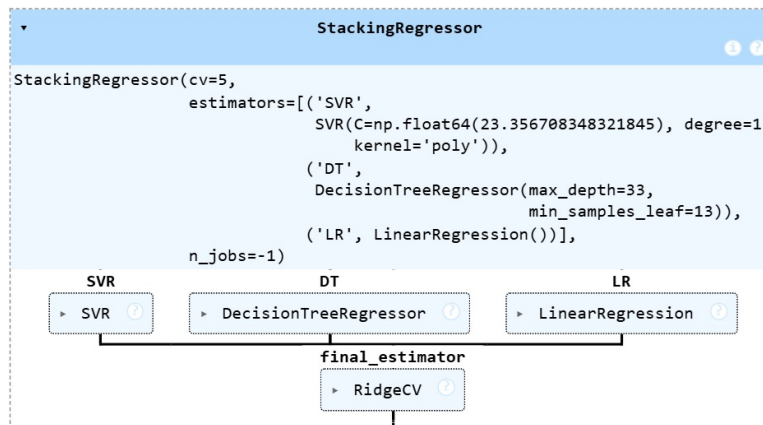 StackingRegressor
StackingRegressor(cv=5,
estimators=[('SVR',
SVR(C=np.float64(23.356708348321845), degree=1
kernel='poly')),
('DT',
DecisionTreeRegressor(max_depth=33,
min_samples_leaf=13)),
('LR', LinearRegression())],
n_jobs=-1)
SVR DT LR
SVR ? DecisionTreeRegressor ? LinearRegression ?
final_estimator
RidgeCV ?